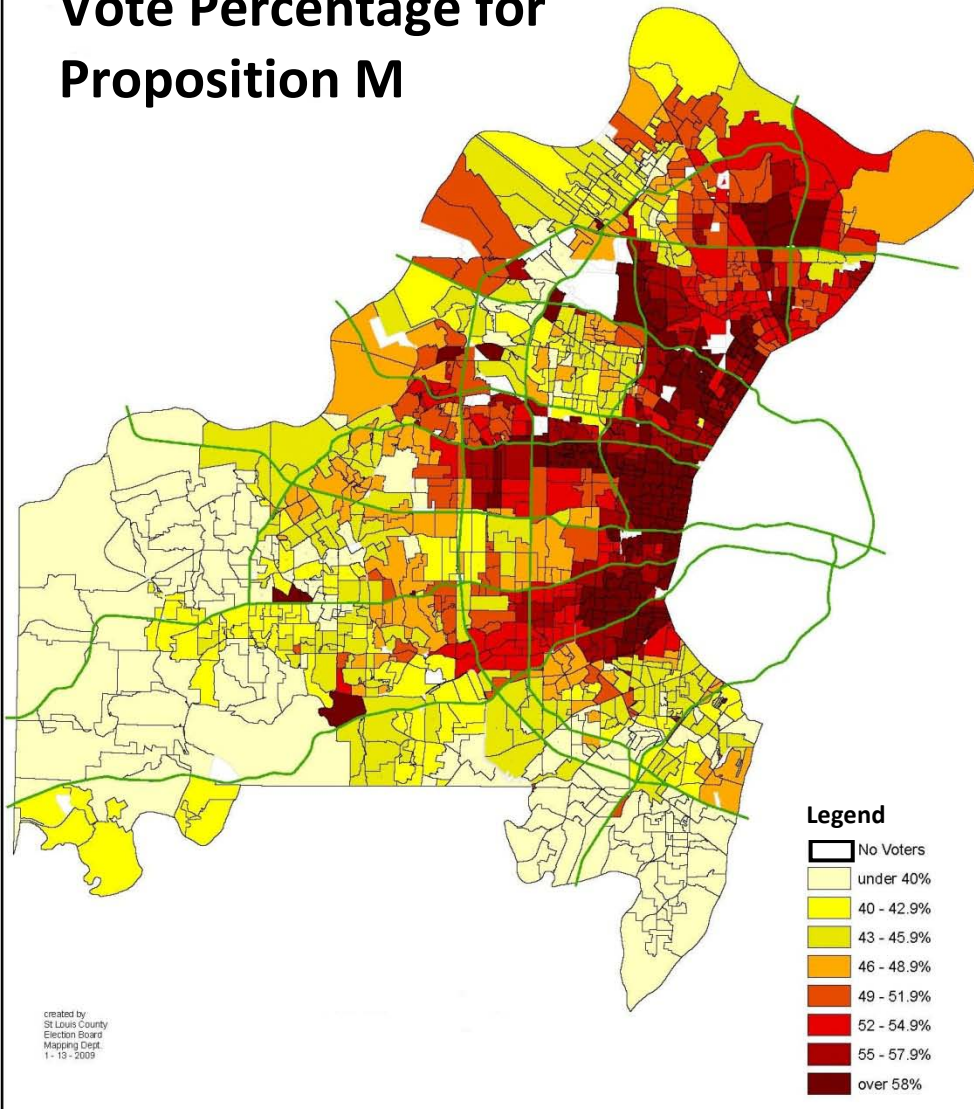 Vote Percentage for
Proposition M
Legend
No Voters
under 40%
40 - 42.9%
43 - 45.9%
46 - 48.9%
49 - 51.9%
52 - 54.9%
55 - 57.9%
over 58%
created by
St Louis County
Election Board
Mapping Dept.
1 - 13 - 2009